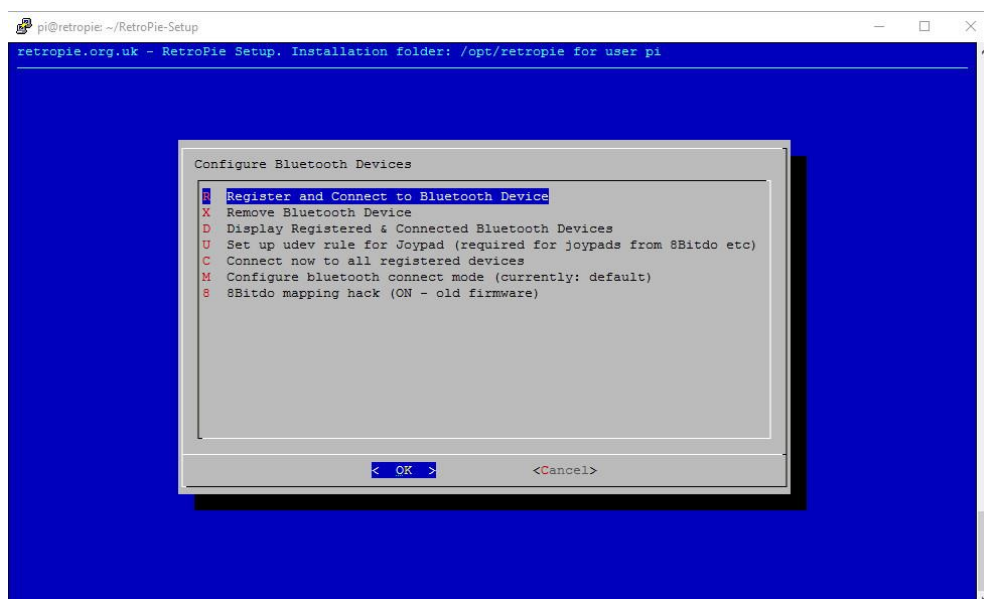 pi@retropie: ~/RetroPie-Setup
retropie.org.uk - RetroPie Setup. Installation folder: /opt/retropie for user pi
Configure Bluetooth Devices
R Register and Connect to Bluetooth Device
X Remove Bluetooth Device
D Display Registered & Connected Bluetooth Devices
U Set up udev rule for Joypad (required for joypads from 8Bitdo etc)
C Connect now to all registered devices
M Configure bluetooth connect mode (currently: default)
8 8Bitdo mapping hack (ON - old firmware)
< OK > <Cancel>